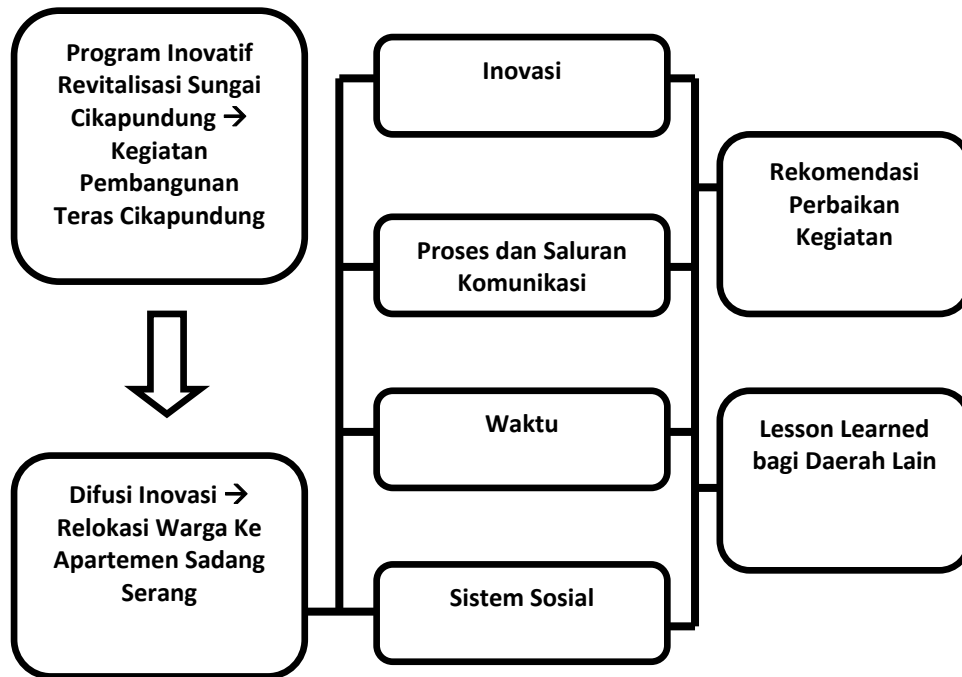 Program Inovatif
Revitalisasi Sungai
Cikapundung →
Kegiatan
Pembangunan
Teras Cikapundung
Difusi Inovasi →
Relokasi Warga Ke
Apartemen Sadang
Serang
Inovasi
Proses dan Saluran
Komunikasi
Waktu
Sistem Sosial
Rekomendasi
Perbaikan
Kegiatan
Lesson Learned
bagi Daerah Lain